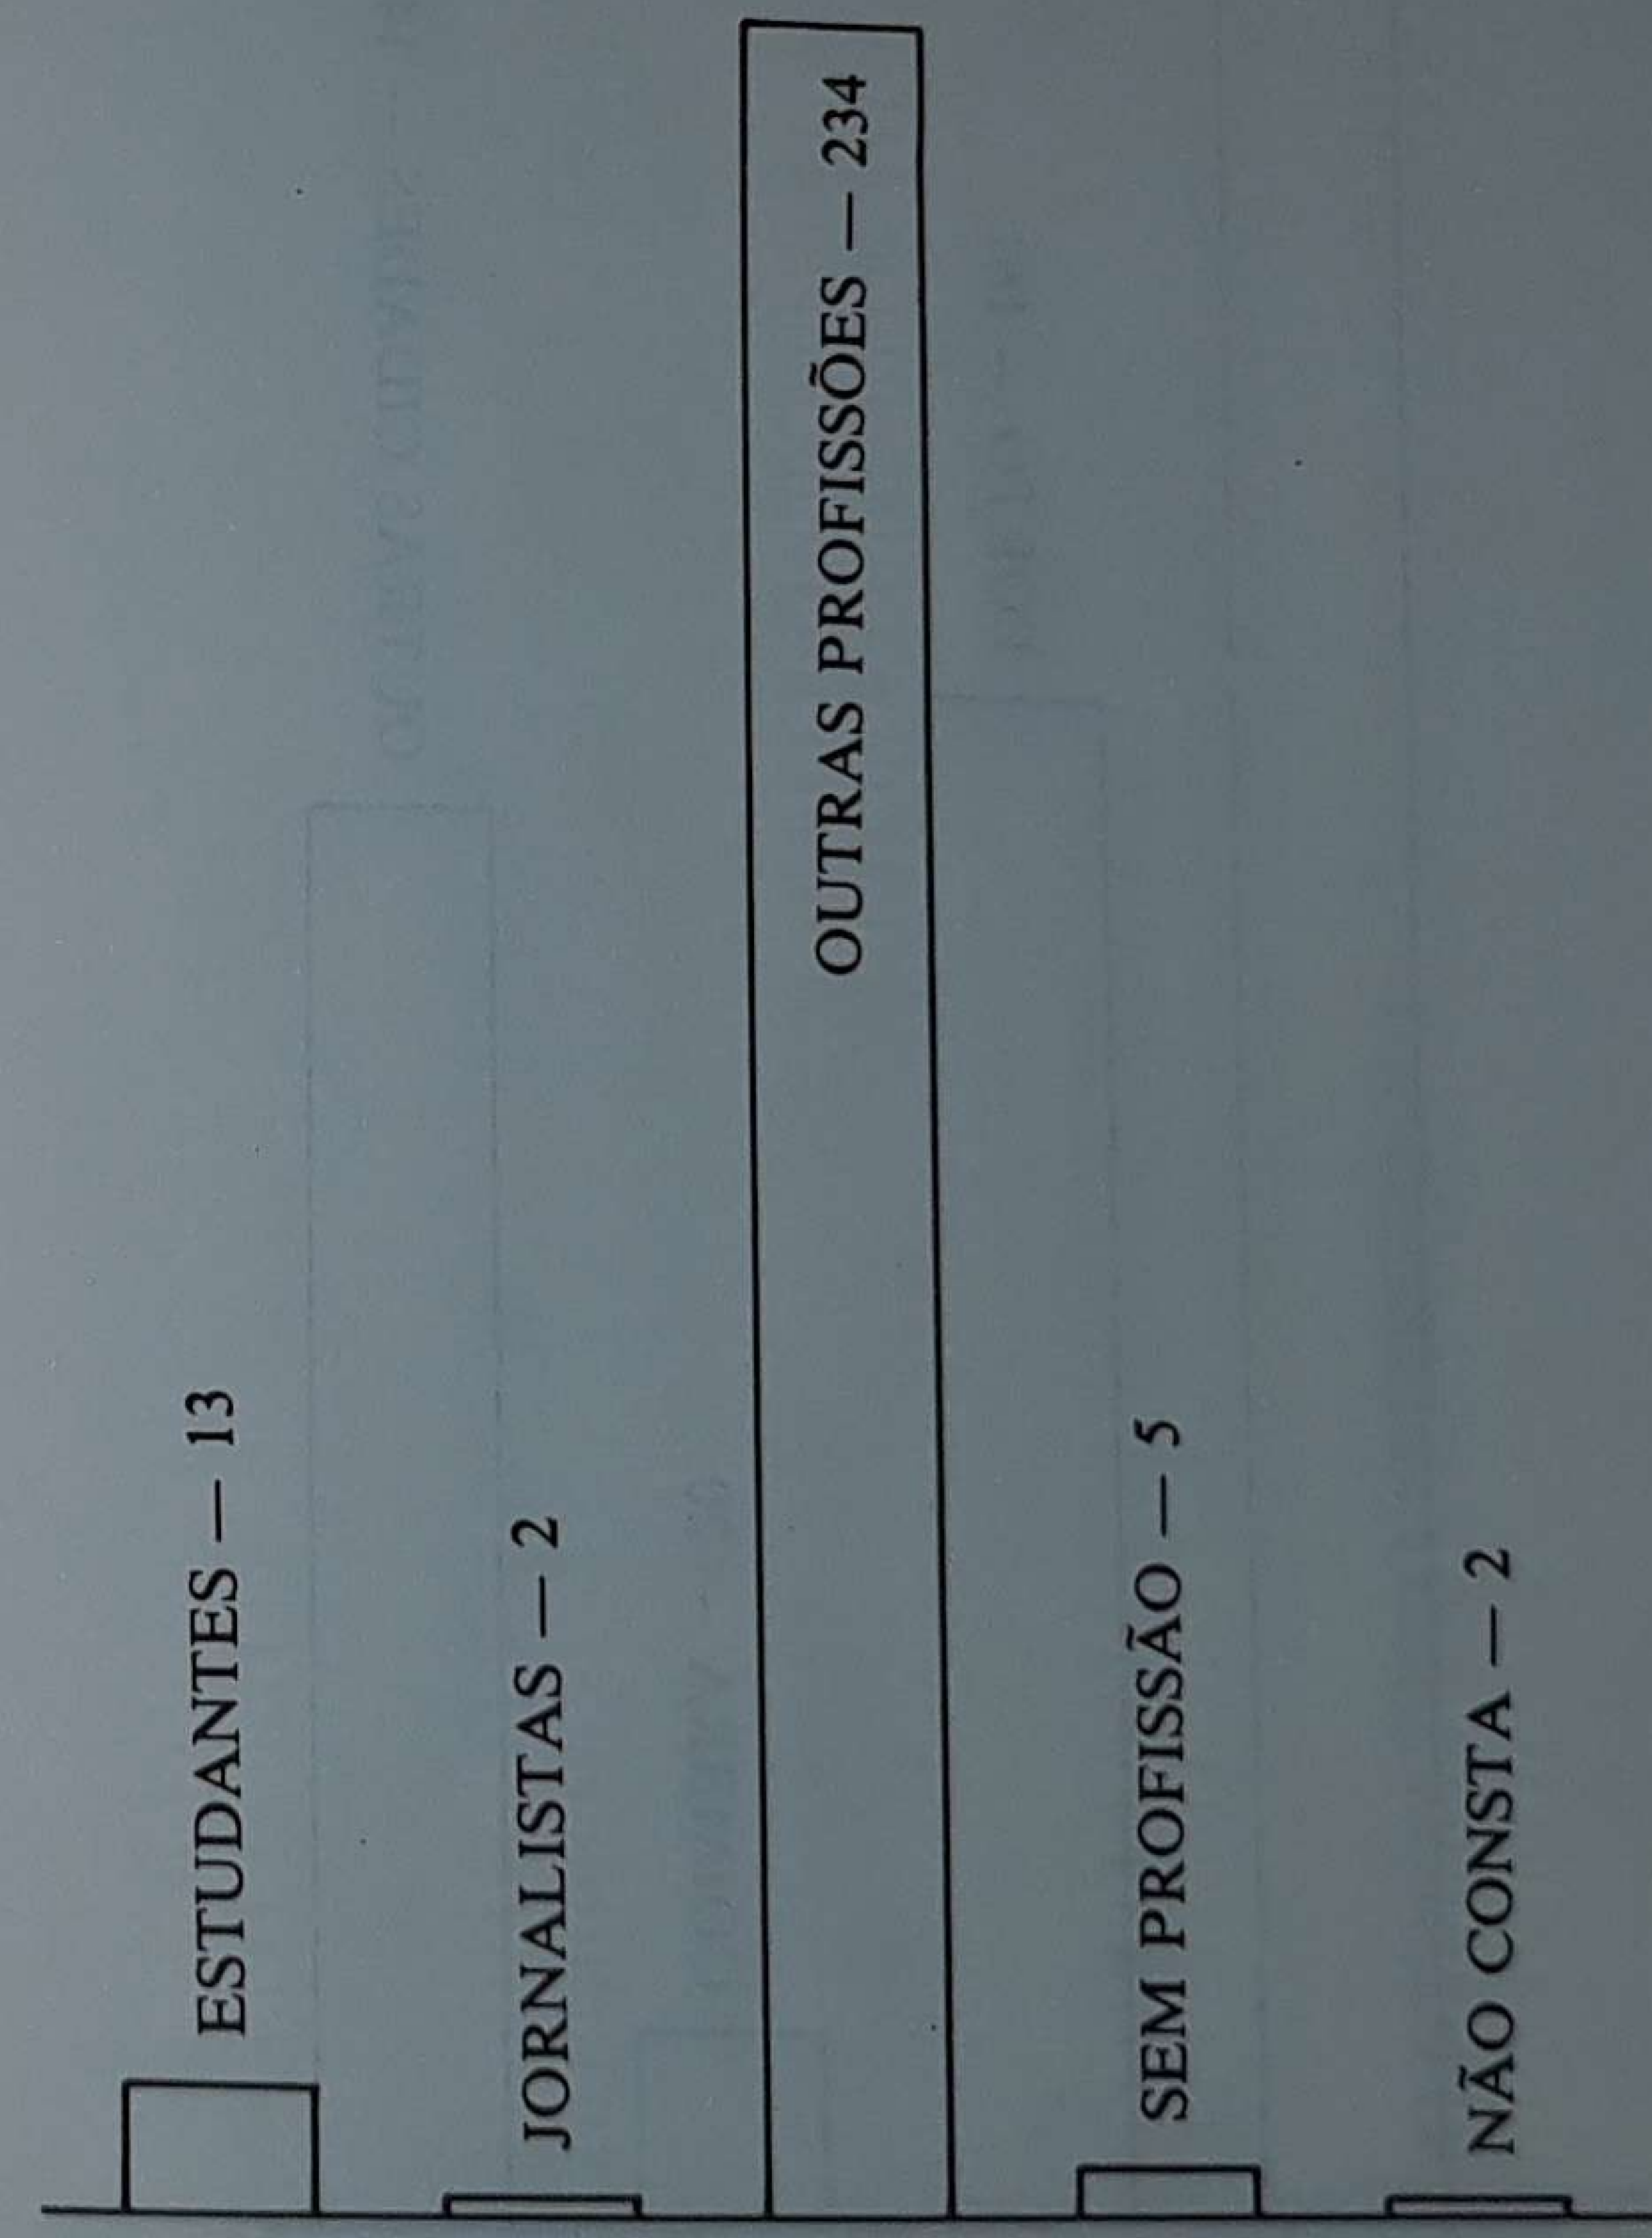 ESTUDANTES — 13
JORNALISTAS — 2
OUTRAS PROFISSÕES — 234
SEM PROFISSÃO — 5
NÃO CONSTA — 2